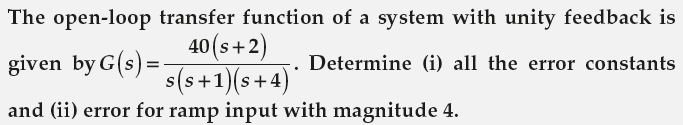 The open-loop transfer function of a system with unity feedback is
given by G(s) = 40(s+2) / s(s+1)(s+4). Determine (i) all the error constants
and (ii) error for ramp input with magnitude 4.